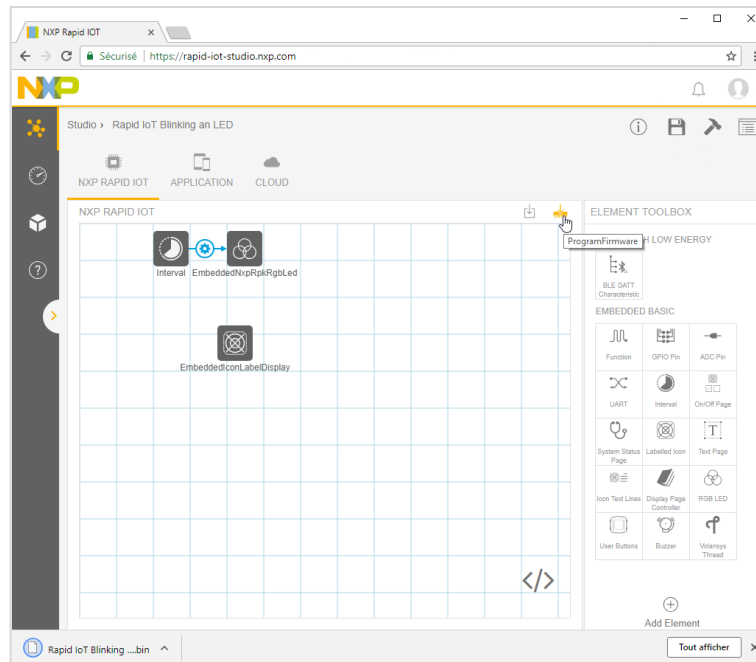 NXP Rapid IOT
Sécurisé | https://rapid-iot-studio.nxp.com
NXP
Studio › Rapid IoT Blinking an LED
NXP RAPID IOT APPLICATION CLOUD
NXP RAPID IOT
ELEMENT TOOLBOX
ProgramFirmware
H LOW ENERGY
Interval EmbeddedNxpRpkRgbLed
BLE GATT
Characteristic
EMBEDDED BASIC
EmbeddedIconLabelDisplay
Function GPIO Pin ADC Pin
UART Interval On/Off Page
System Status
Page
Labelled Icon Text Page
Icon Text Lines Display Page
Controller
RGB LED
User Buttons Buzzer Volansys
Thread
</>
Add Element
Rapid IoT Blinking ....bin
Tout afficher